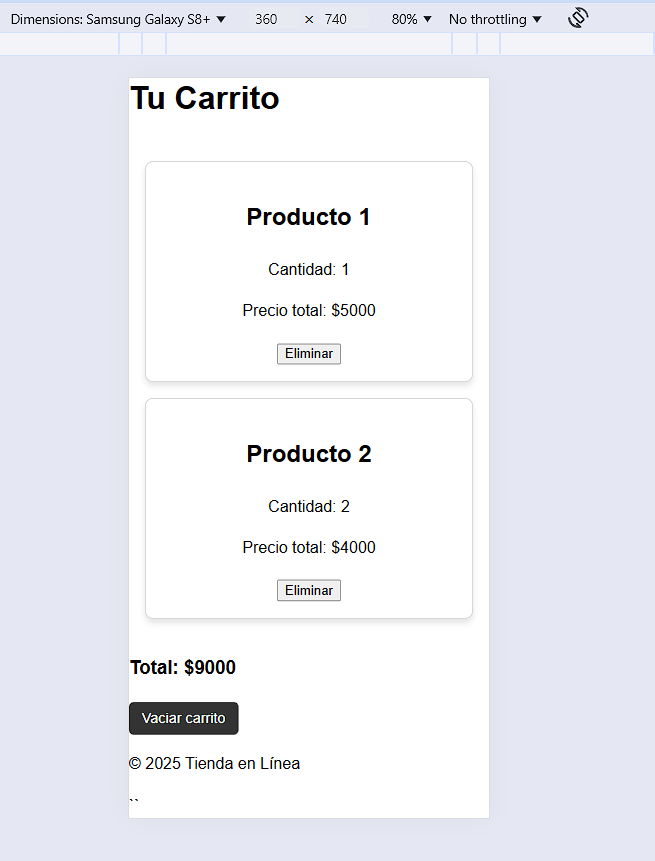 Dimensions: Samsung Galaxy S8+ 360 × 740 80% No throttling
Tu Carrito
Producto 1
Cantidad: 1
Precio total: $5000
Eliminar
Producto 2
Cantidad: 2
Precio total: $4000
Eliminar
Total: $9000
Vaciar carrito
© 2025 Tienda en Línea
``